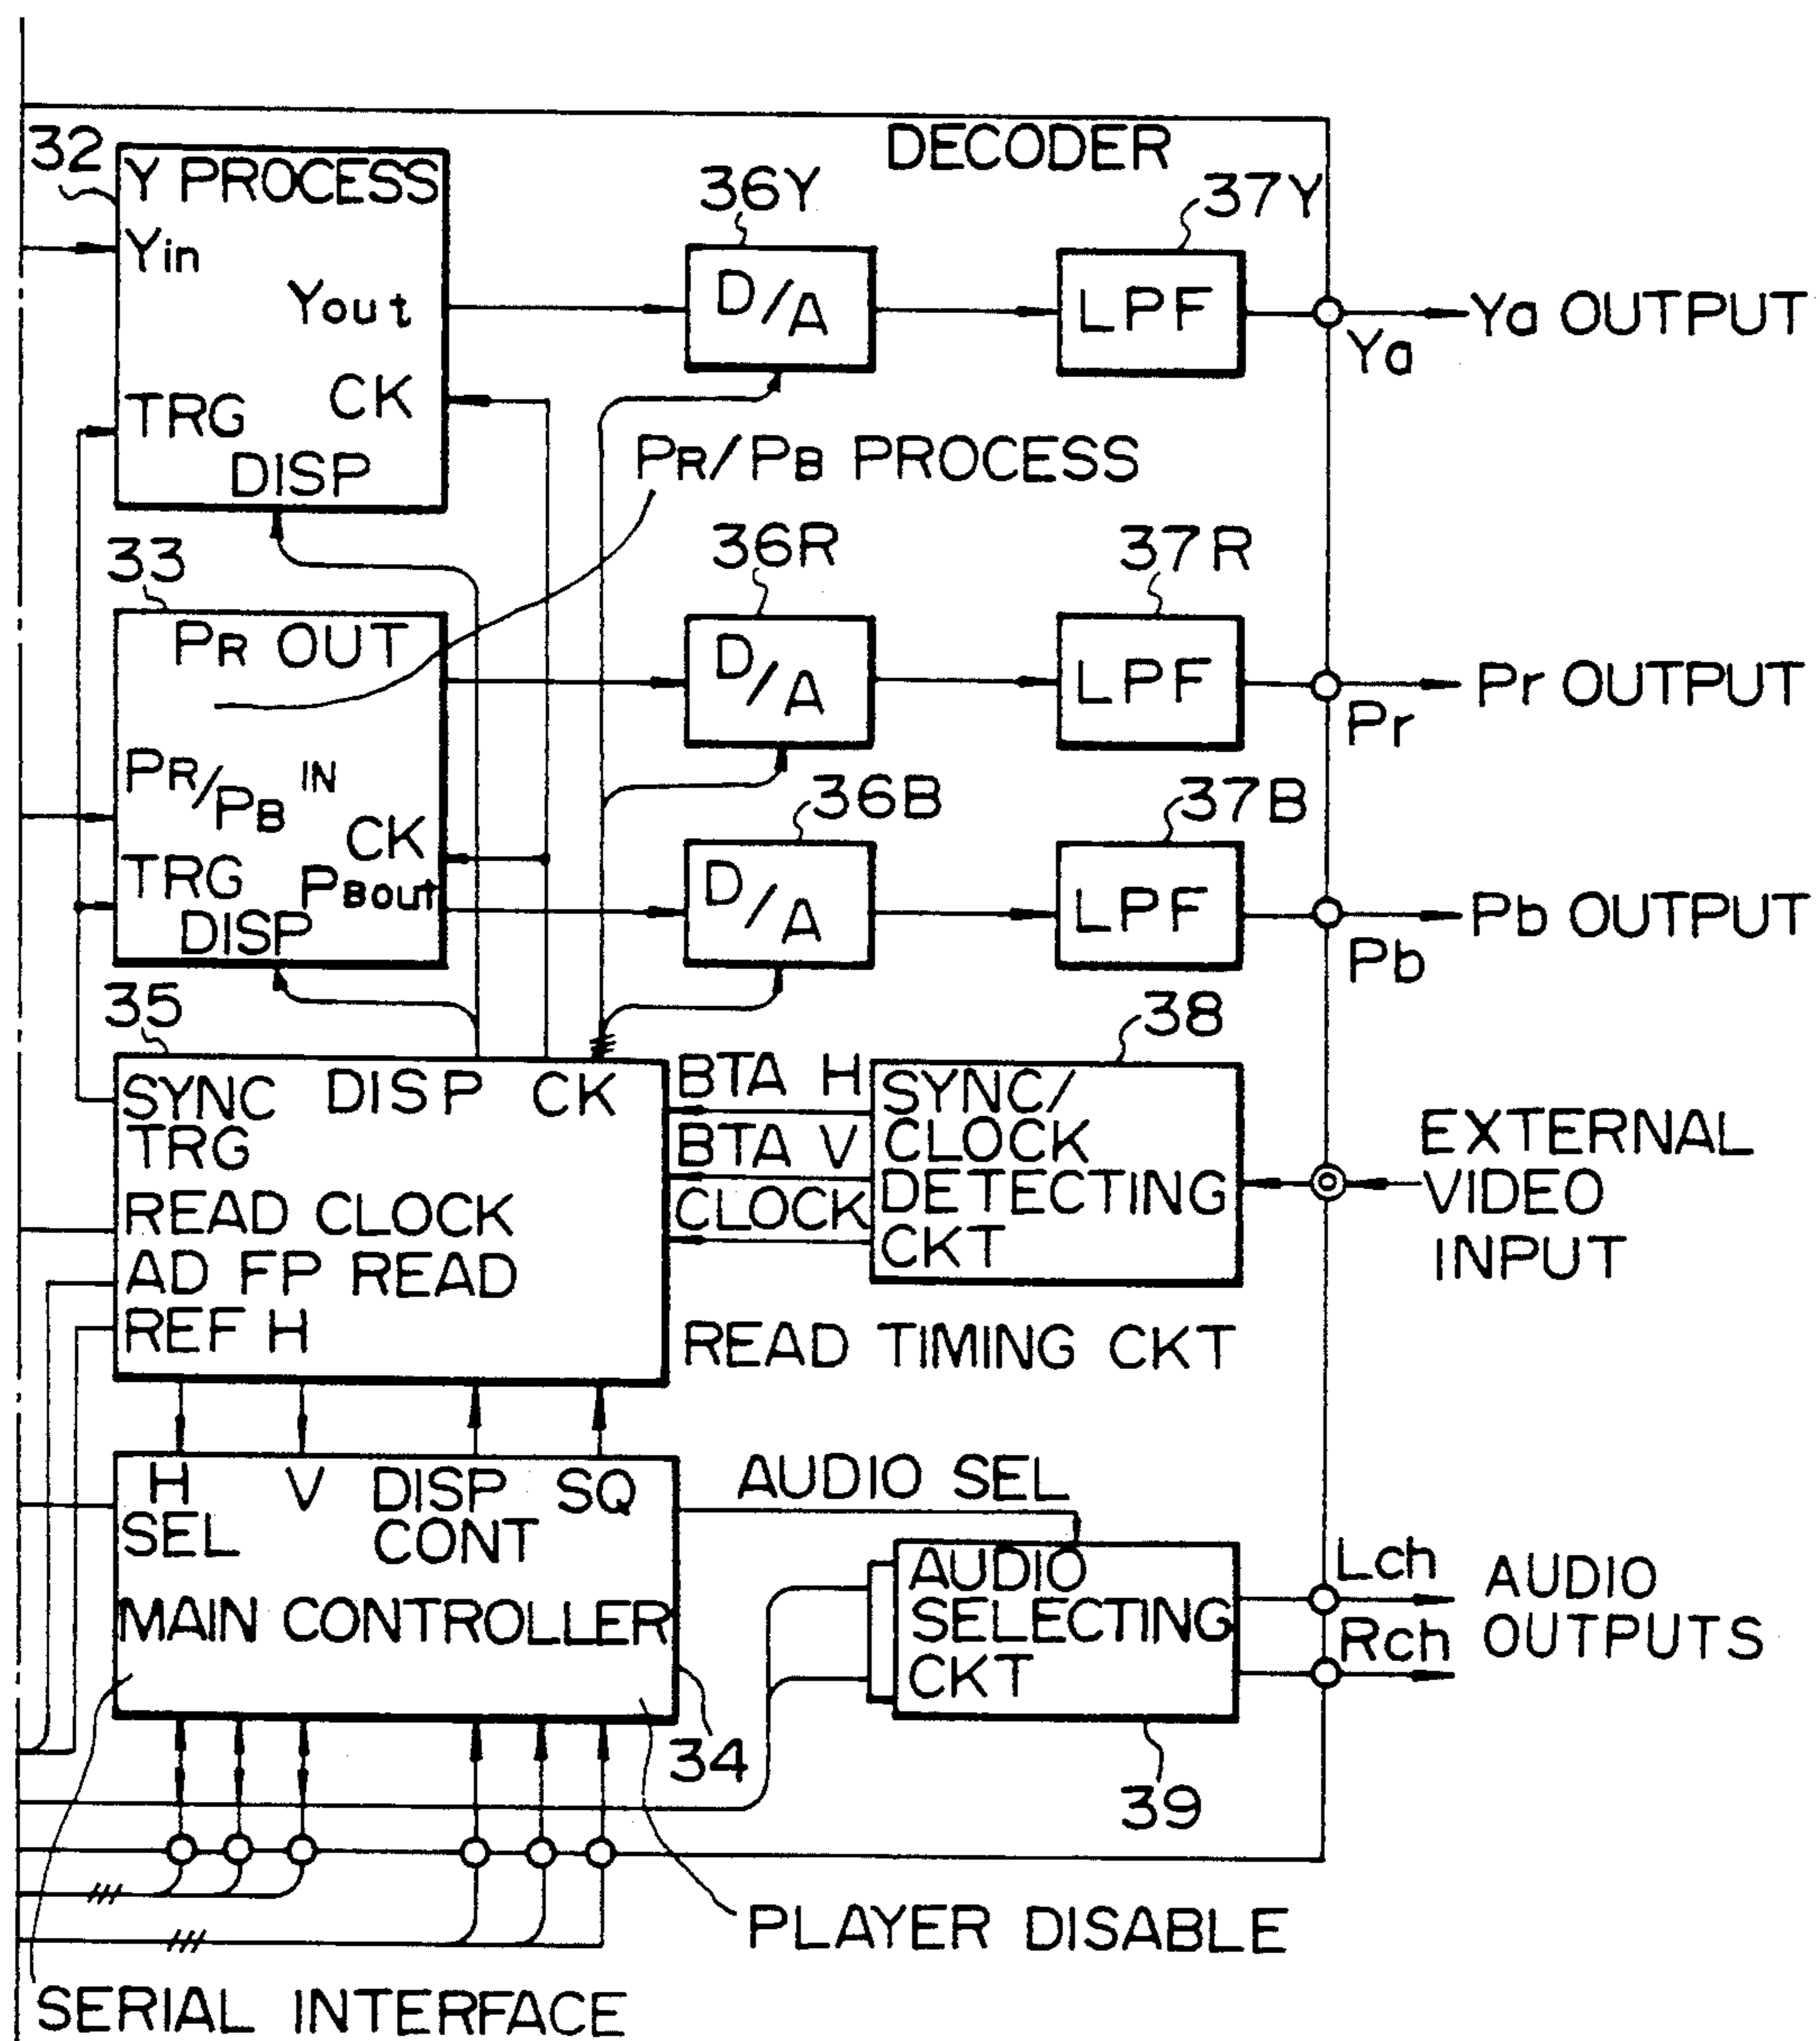 DECODER
32
Y PROCESS
Yin
Yout
CK
TRG
DISP
36Y
D/A
37Y
LPF
Ya
Ya OUTPUT
PR/PB PROCESS
33
PR OUT
PR/PB IN
CK
TRG
PBout
DISP
36R
D/A
37R
LPF
Pr
Pr OUTPUT
36B
D/A
37B
LPF
Pb
Pb OUTPUT
35
SYNC DISP CK
TRG
READ CLOCK
AD FP READ
REF H
BTA H
BTA V
CLOCK
38
SYNC/
CLOCK
DETECTING
CKT
EXTERNAL
VIDEO
INPUT
READ TIMING CKT
H V DISP SQ
SEL CONT
MAIN CONTROLLER
34
AUDIO SEL
AUDIO
SELECTING
CKT
39
Lch
Rch
AUDIO
OUTPUTS
PLAYER DISABLE
SERIAL INTERFACE